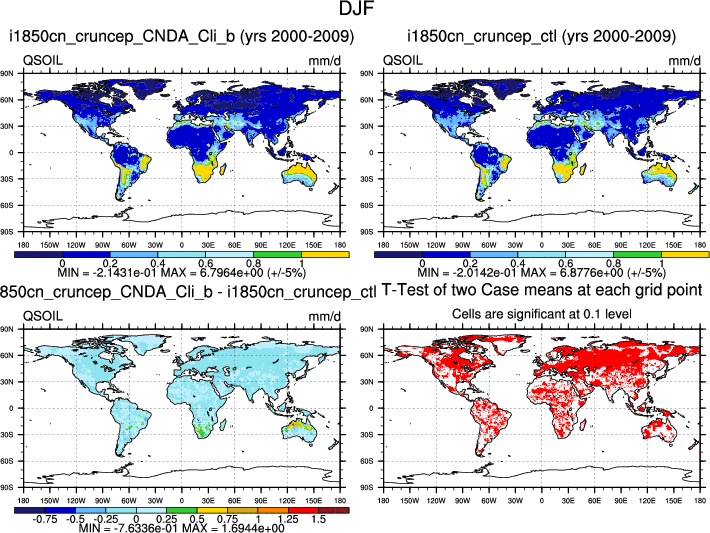 DJF
i1850cn_cruncep_CNDA_Cli_b (yrs 2000-2009)
QSOIL mm/d
90N
60N
30N
0
30S
60S
90S
180 150W 120W 90W 60W 30W 0 30E 60E 90E 120E 150E 180
0 0.2 0.4 0.6 0.8 1
MIN = -2.11431e-01 MAX = 6.7964e+00 (+/-5%)
i1850cn_cruncep_ctl (yrs 2000-2009)
QSOIL mm/d
90N
60N
30N
0
30S
60S
90S
180 150W 120W 90W 60W 30W 0 30E 60E 90E 120E 150E 180
0 0.2 0.4 0.6 0.8 1
MIN = -2.0142e-01 MAX = 6.8776e+00 (+/-5%)
850cn_cruncep_CNDA_Cli_b - i1850cn_cruncep_ctl
QSOIL mm/d
90N
60N
30N
0
30S
60S
90S
180 150W 120W 90W 60W 30W 0 30E 60E 90E 120E 150E 180
-0.75 -0.5 -0.25 0 0.25 0.5 0.75 1 1.25 1.5
MIN = -7.6336e-01 MAX = 1.6944e+00
T-Test of two Case means at each grid point
Cells are significant at 0.1 level
90N
60N
30N
0
30S
60S
90S
180 150W 120W 90W 60W 30W 0 30E 60E 90E 120E 150E 180